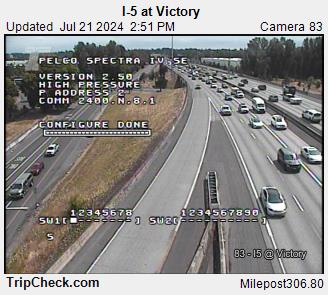 I-5 at Victory
Updated Jul 21 2024 2:51 PM Camera 83
PELCO SPECTRA IV SE
VERSION 2.50
HIGH PRESSURE
P ADDRESS 2
COMM 2400,N,8,1
CONFIGURE DONE
12345678 1234567890
SW1[ ] SW2[ ]
S
83 - I5 @ Victory
TripCheck.com Milepost306.80